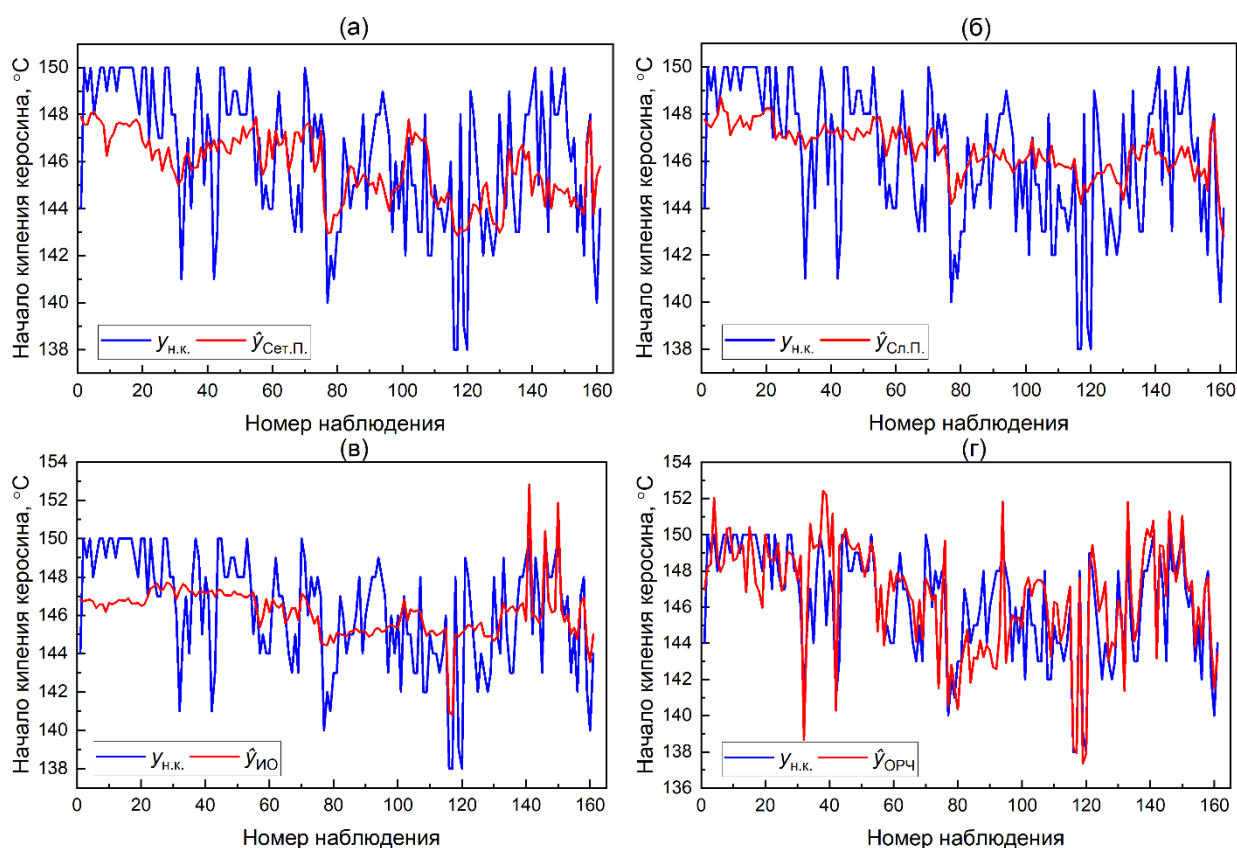 (а)
Начало кипения керосина, °C
150
148
146
144
142
140
138
yн.к. ŷСет.П.
0 20 40 60 80 100 120 140 160
Номер наблюдения
(б)
Начало кипения керосина, °C
150
148
146
144
142
140
138
yн.к. ŷСл.П.
0 20 40 60 80 100 120 140 160
Номер наблюдения
(в)
Начало кипения керосина, °C
154
152
150
148
146
144
142
140
138
yн.к. ŷИО
0 20 40 60 80 100 120 140 160
Номер наблюдения
(г)
Начало кипения керосина, °C
154
152
150
148
146
144
142
140
138
136
yн.к. ŷОРЧ
0 20 40 60 80 100 120 140 160
Номер наблюдения